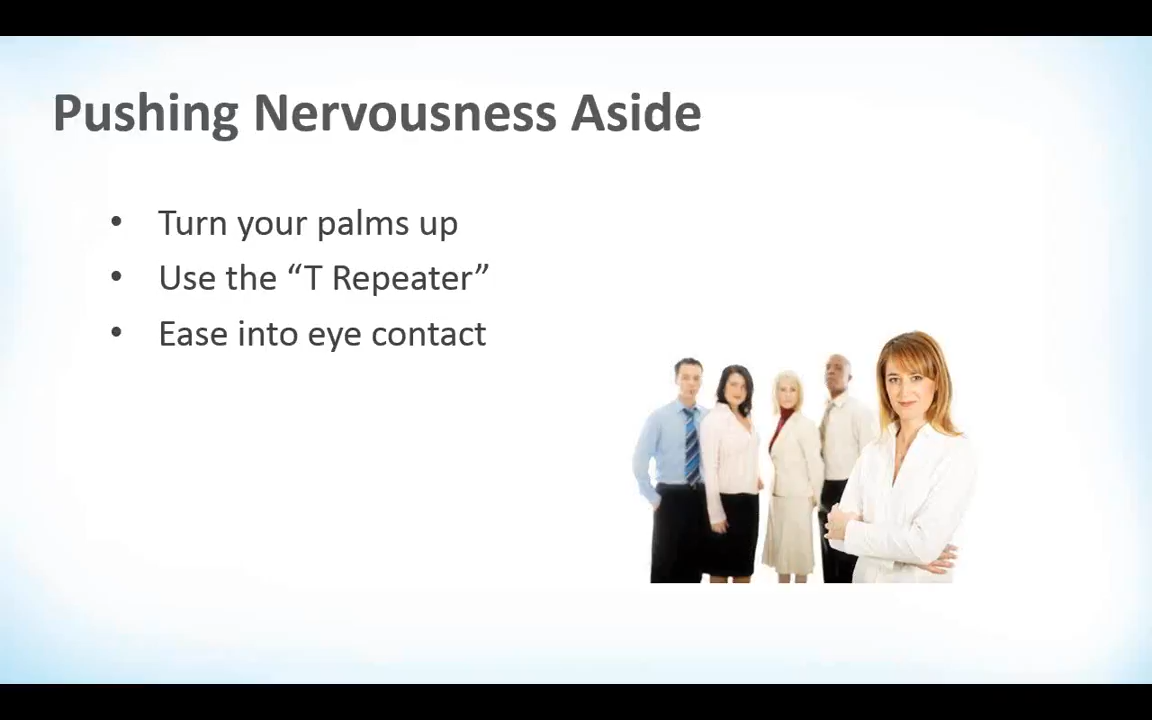 Pushing Nervousness Aside
• Turn your palms up
• Use the “T Repeater”
• Ease into eye contact